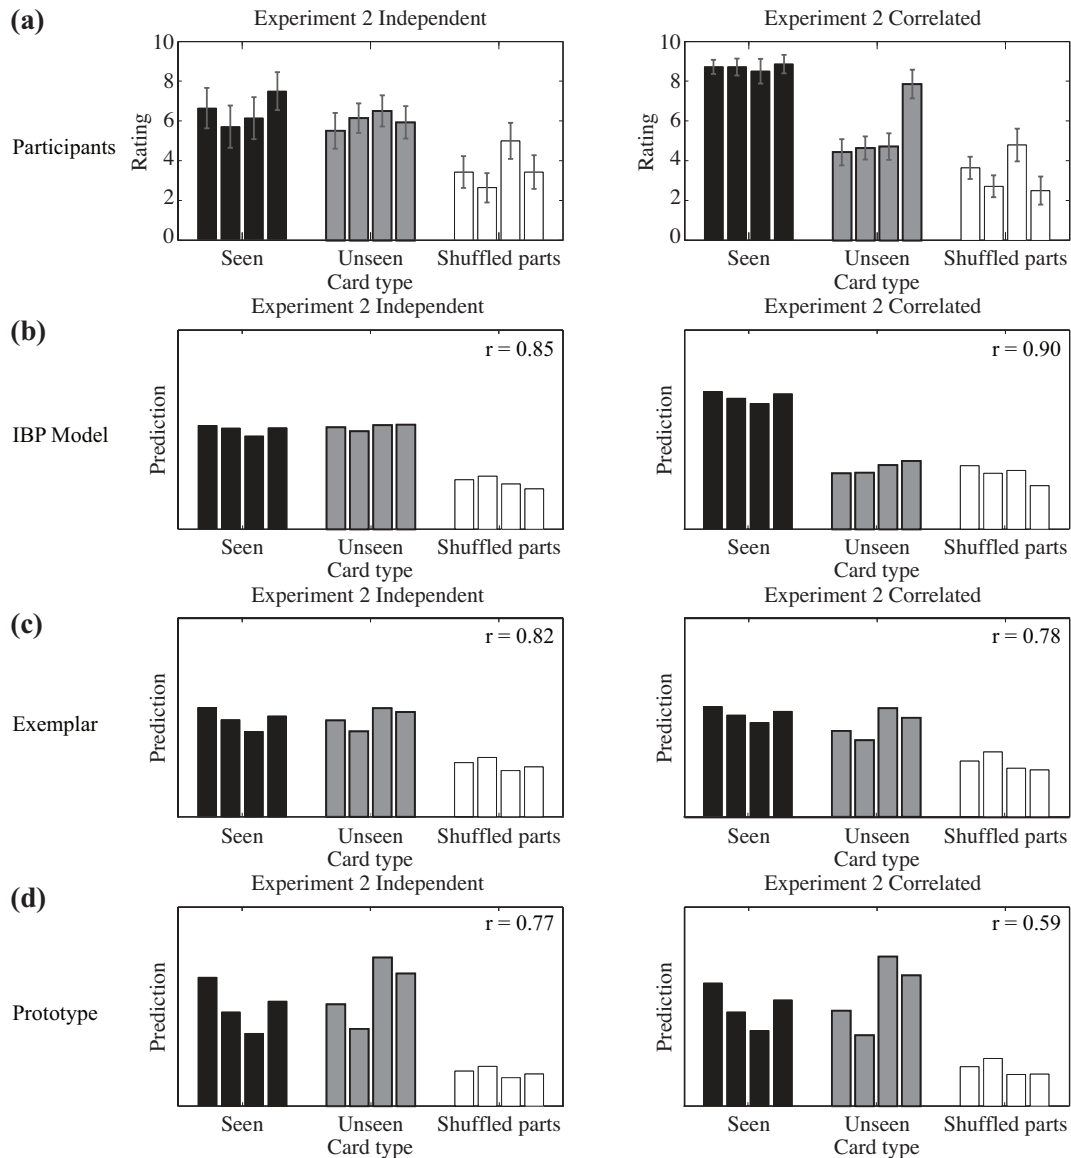 (a)
Experiment 2 Independent
Experiment 2 Correlated
Participants
Rating
10
8
6
4
2
0
Seen
Unseen
Shuffled parts
Card type
Rating
10
8
6
4
2
0
Seen
Unseen
Shuffled parts
Card type
(b)
Experiment 2 Independent
Experiment 2 Correlated
IBP Model
Prediction
r = 0.85
Seen
Unseen
Shuffled parts
Card type
Prediction
r = 0.90
Seen
Unseen
Shuffled parts
Card type
(c)
Experiment 2 Independent
Experiment 2 Correlated
Exemplar
Prediction
r = 0.82
Seen
Unseen
Shuffled parts
Card type
Prediction
r = 0.78
Seen
Unseen
Shuffled parts
Card type
(d)
Experiment 2 Independent
Experiment 2 Correlated
Prototype
Prediction
r = 0.77
Seen
Unseen
Shuffled parts
Card type
Prediction
r = 0.59
Seen
Unseen
Shuffled parts
Card type